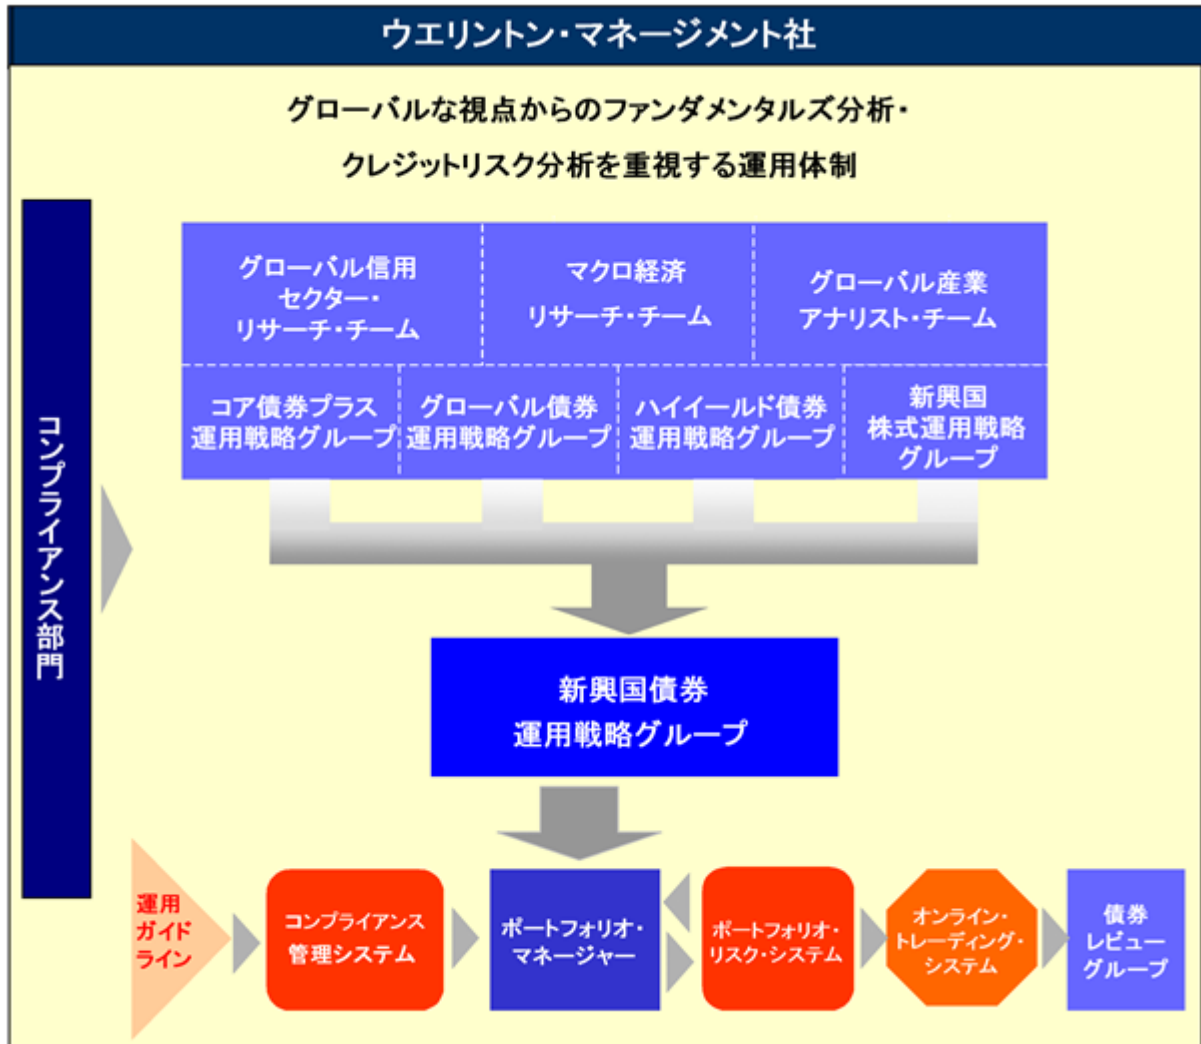 ウエリントン・マネージメント社
グローバルな視点からのファンダメンタルズ分析・
クレジットリスク分析を重視する運用体制
コンプライアンス部門
グローバル信用
セクター・
リサーチ・チーム
マクロ経済
リサーチ・チーム
グローバル産業
アナリスト・チーム
コア債券プラス
運用戦略グループ
グローバル債券
運用戦略グループ
ハイイールド債券
運用戦略グループ
新興国
株式運用戦略
グループ
新興国債券
運用戦略グループ
運用
ガイド
ライン
コンプライアンス
管理システム
ポートフォリオ・
マネージャー
ポートフォリオ・
リスク・システム
オンライン・
トレーディング・
システム
債券
レビュー
グループ